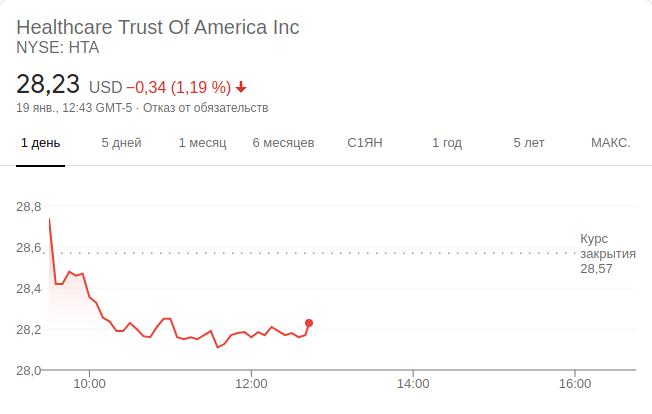 Healthcare Trust Of America Inc
NYSE: HTA
28,23 USD −0,34 (1,19 %)
19 янв., 12:43 GMT-5 · Отказ от обязательств
1 день 5 дней 1 месяц 6 месяцев С1ЯН 1 год 5 лет МАКС.
28,8
28,6
28,4
28,2
28,0
Курс
закрытия
28,57
10:00 12:00 14:00 16:00